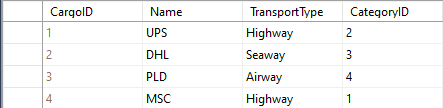 CargoID Name TransportType CategoryID
1 UPS Highway 2
2 DHL Seaway 3
3 PLD Airway 4
4 MSC Highway 1